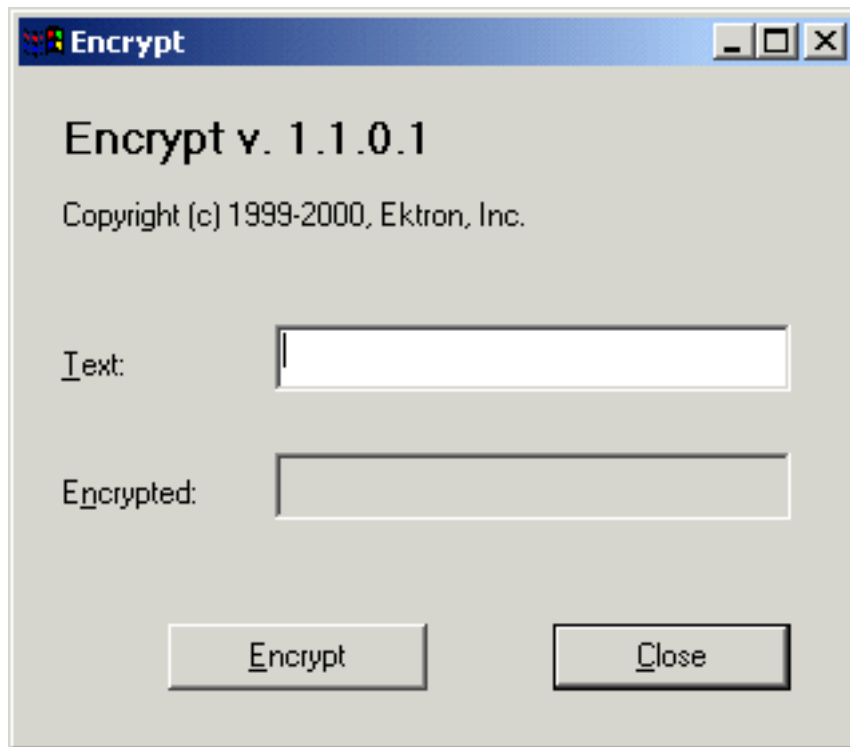 Encrypt
Encrypt v. 1.1.0.1
Copyright (c) 1999-2000, Ektron, Inc.
Text:
Encrypted:
Encrypt Close